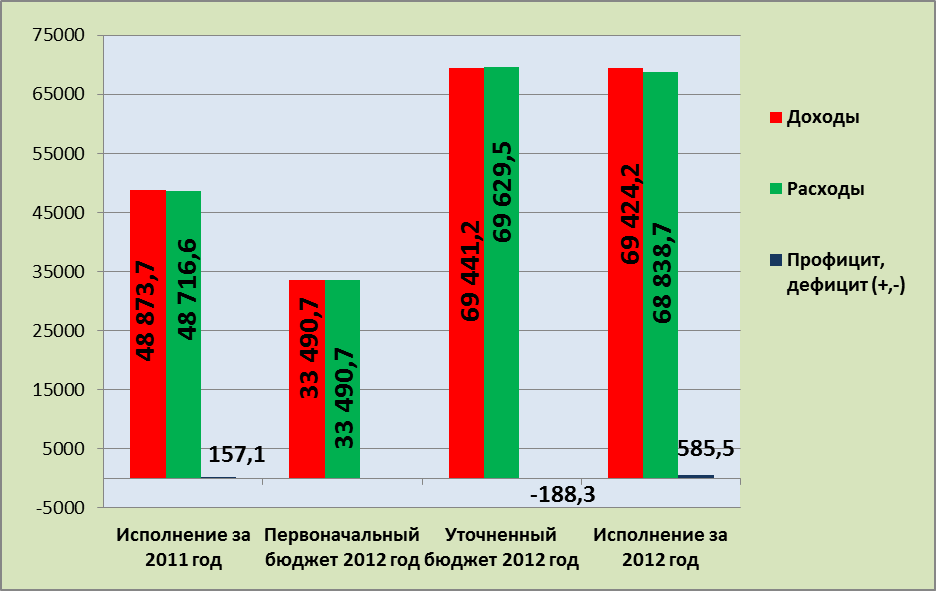 75000
65000
55000
45000
35000
25000
15000
5000
-5000
48 873,7
48 716,6
157,1
33 490,7
33 490,7
69 441,2
69 629,5
-188,3
69 424,2
68 838,7
585,5
Исполнение за
2011 год
Первоначальный
бюджет 2012 год
Уточненный
бюджет 2012 год
Исполнение за
2012 год
Доходы
Расходы
Профицит,
дефицит (+,-)